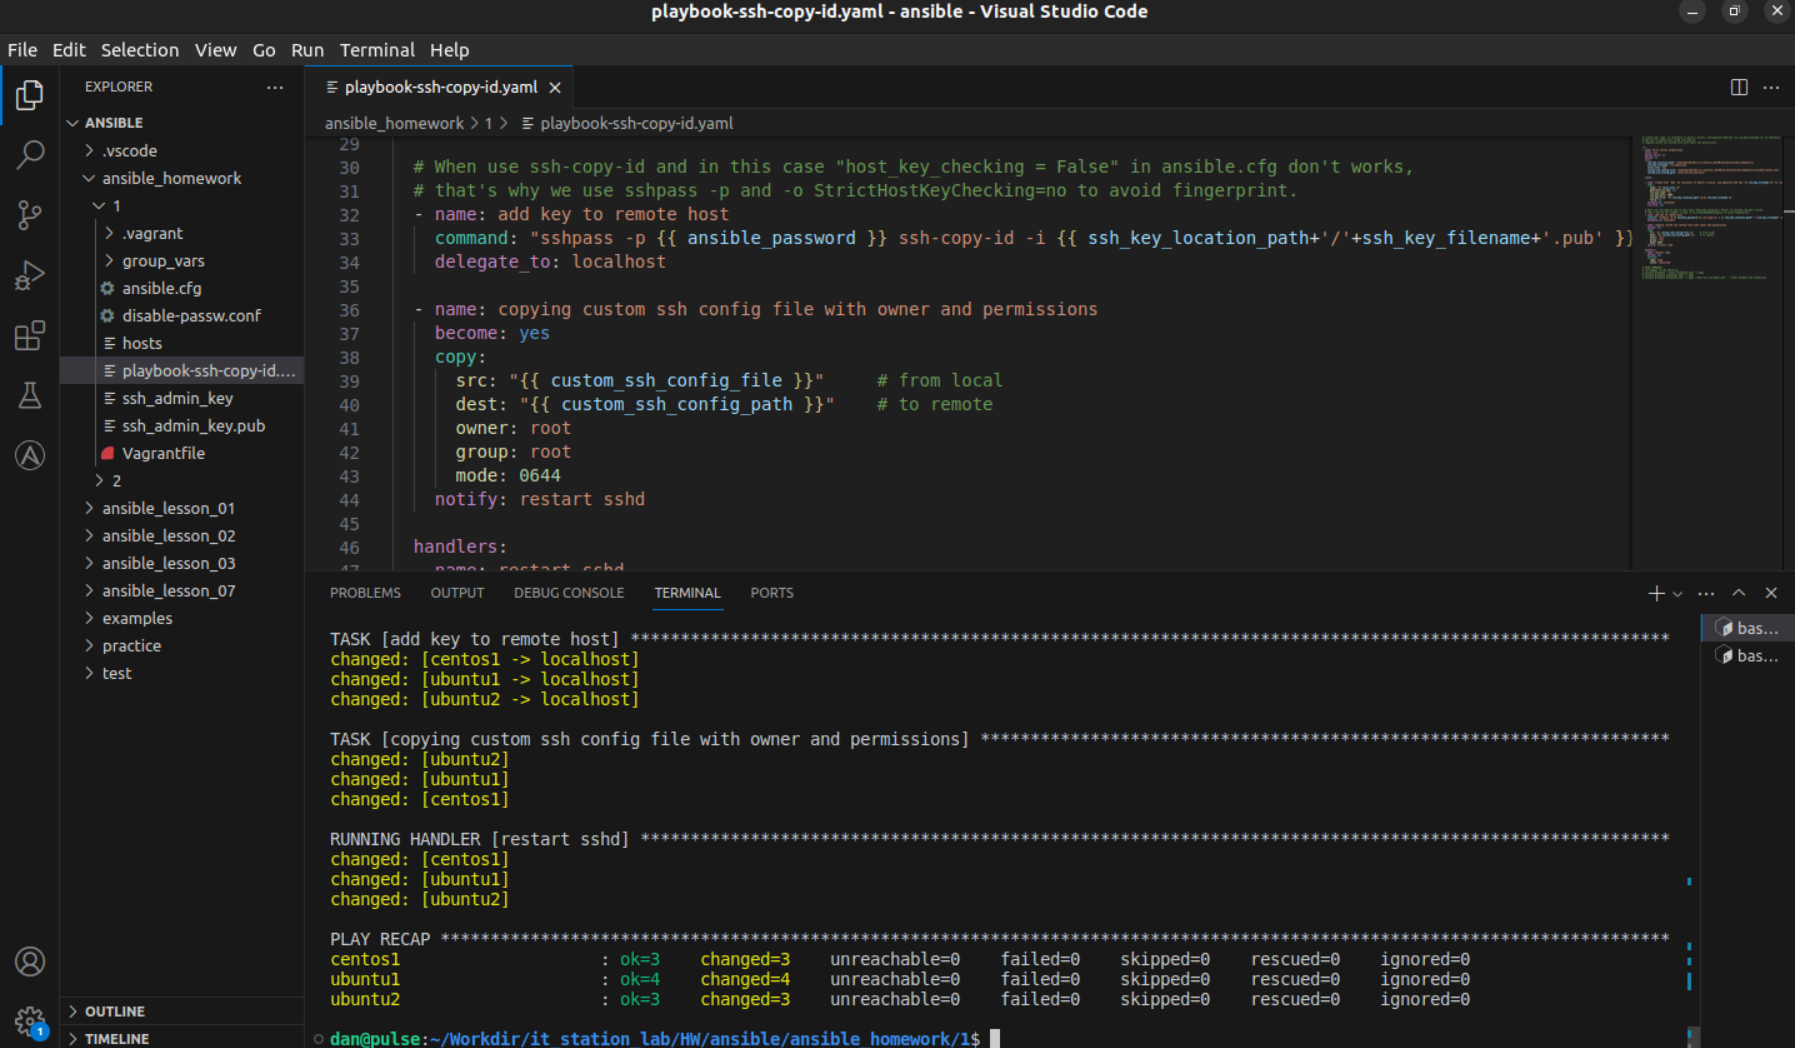 playbook-ssh-copy-id.yaml - ansible - Visual Studio Code
File Edit Selection View Go Run Terminal Help
EXPLORER
ANSIBLE
.vscode
ansible_homework
1
.vagrant
group_vars
ansible.cfg
disable-passw.conf
hosts
playbook-ssh-copy-id....
ssh_admin_key
ssh_admin_key.pub
Vagrantfile
2
ansible_lesson_01
ansible_lesson_02
ansible_lesson_03
ansible_lesson_07
examples
practice
test
OUTLINE
TIMELINE
1
playbook-ssh-copy-id.yaml
ansible_homework > 1 > playbook-ssh-copy-id.yaml
29
30 # When use ssh-copy-id and in this case "host_key_checking = False" in ansible.cfg don't works,
31 # that's why we use sshpass -p and -o StrictHostKeyChecking=no to avoid fingerprint.
32 - name: add key to remote host
33 command: "sshpass -p {{ ansible_password }} ssh-copy-id -i {{ ssh_key_location_path+'/'+ssh_key_filename+'.pub' }}
34 delegate_to: localhost
35
36 - name: copying custom ssh config file with owner and permissions
37 become: yes
38 copy:
39 src: "{{ custom_ssh_config_file }}" # from local
40 dest: "{{ custom_ssh_config_path }}" # to remote
41 owner: root
42 group: root
43 mode: 0644
44 notify: restart sshd
45
46 handlers:
47 name: restart sshd
PROBLEMS OUTPUT DEBUG CONSOLE TERMINAL PORTS
TASK [add key to remote host] ********************************************************************************************************
changed: [centos1 -> localhost]
changed: [ubuntu1 -> localhost]
changed: [ubuntu2 -> localhost]
TASK [copying custom ssh config file with owner and permissions] *********************************************************************
changed: [ubuntu2]
changed: [ubuntu1]
changed: [centos1]
RUNNING HANDLER [restart sshd] *******************************************************************************************************
changed: [centos1]
changed: [ubuntu1]
changed: [ubuntu2]
PLAY RECAP ***************************************************************************************************************************
centos1 : ok=3 changed=3 unreachable=0 failed=0 skipped=0 rescued=0 ignored=0
ubuntu1 : ok=4 changed=4 unreachable=0 failed=0 skipped=0 rescued=0 ignored=0
ubuntu2 : ok=3 changed=3 unreachable=0 failed=0 skipped=0 rescued=0 ignored=0
dan@pulse:~/Workdir/it_station_lab/HW/ansible/ansible_homework/1$
bas...
bas...